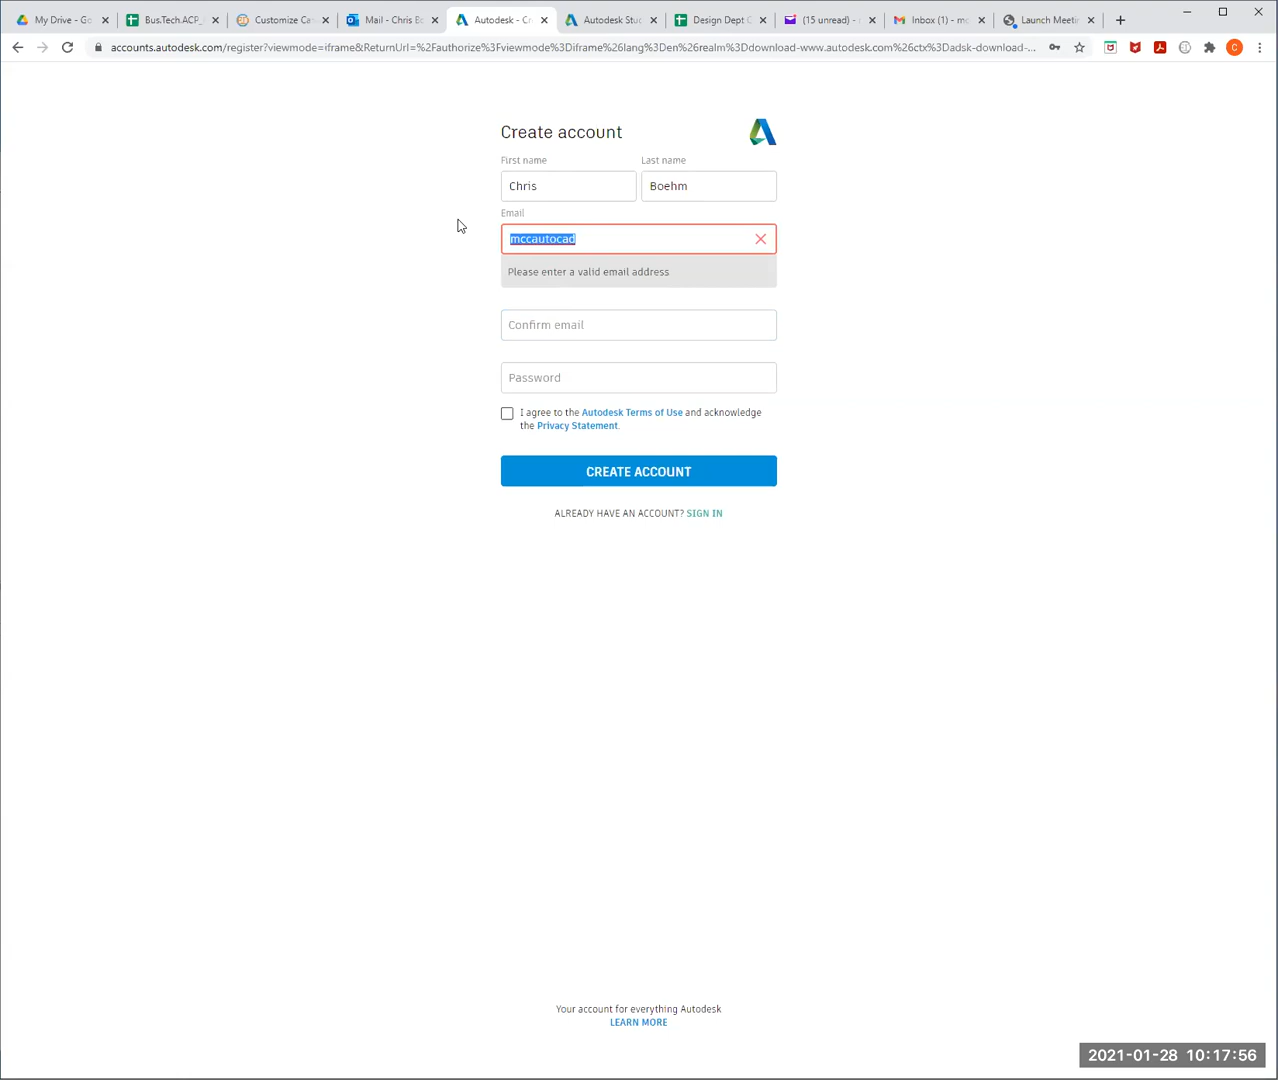 My Drive - Go
Bus.Tech.ACP_
Customize Ca
Mail - Chris Bo
Autodesk - Cr
Autodesk Stud
Design Dept C
(15 unread) -
Inbox (1) - mc
Launch Meeti
accounts.autodesk.com/register?viewmode=iframe&ReturnUrl=%2Fauthorize%3Fviewmode%3Diframe%26lang%3Den%26realm%3Ddownload-www.autodesk.com%26ctx%3Dadsk-download-...
C
Create account
First name
Last name
Chris
Boehm
Email
mccautocad
Please enter a valid email address
Confirm email
Password
I agree to the Autodesk Terms of Use and acknowledge
the Privacy Statement.
CREATE ACCOUNT
ALREADY HAVE AN ACCOUNT? SIGN IN
Your account for everything Autodesk
LEARN MORE
2021-01-28 10:17:56